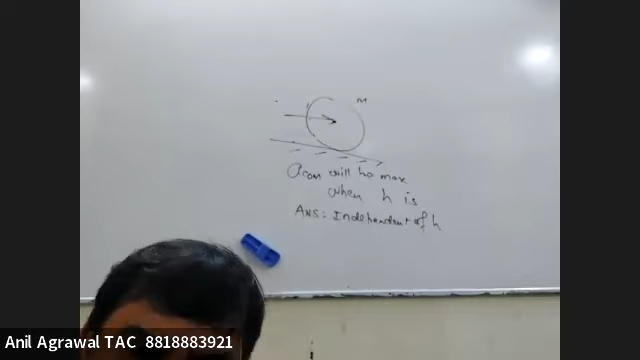 M
acom will be max
when h is
Ans: Independent of h
Anil Agrawal TAC 8818883921